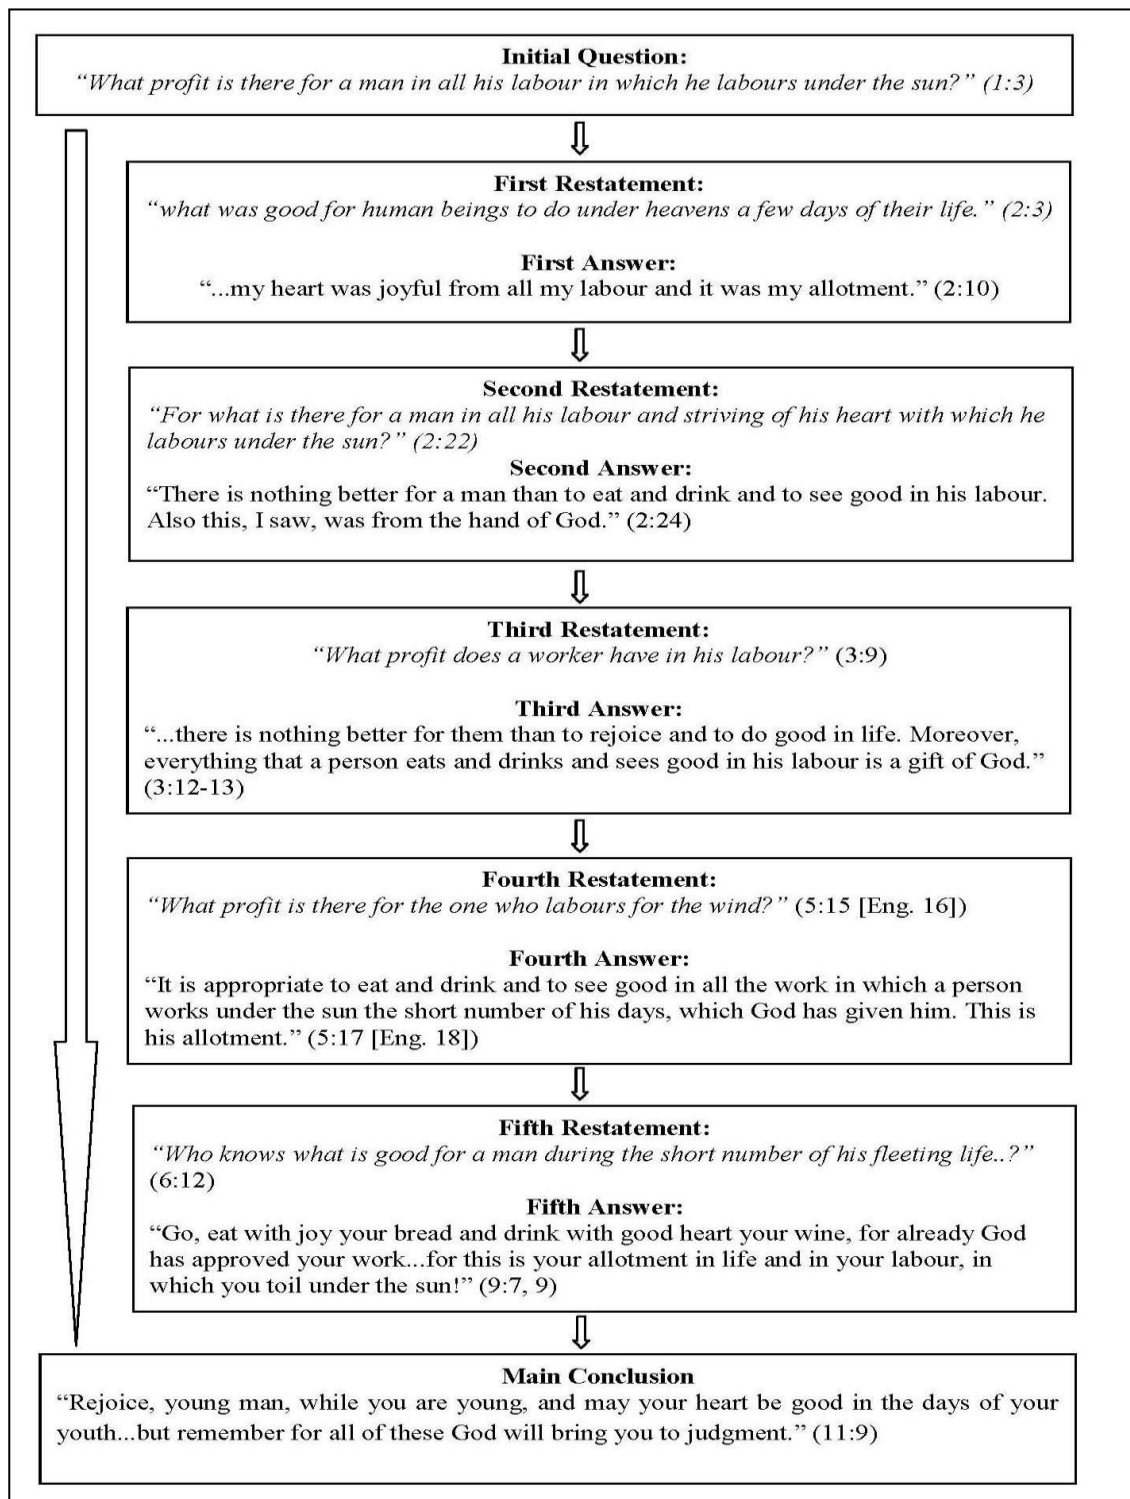 Initial Question:
“What profit is there for a man in all his labour in which he labours under the sun?” (1:3)
First Restatement:
“what was good for human beings to do under heavens a few days of their life.” (2:3)
First Answer:
“...my heart was joyful from all my labour and it was my allotment.” (2:10)
Second Restatement:
“For what is there for a man in all his labour and striving of his heart with which he
labours under the sun?” (2:22)
Second Answer:
“There is nothing better for a man than to eat and drink and to see good in his labour.
Also this, I saw, was from the hand of God.” (2:24)
Third Restatement:
“What profit does a worker have in his labour?” (3:9)
Third Answer:
“...there is nothing better for them than to rejoice and to do good in life. Moreover,
everything that a person eats and drinks and sees good in his labour is a gift of God.”
(3:12-13)
Fourth Restatement:
“What profit is there for the one who labours for the wind?” (5:15 [Eng. 16])
Fourth Answer:
“It is appropriate to eat and drink and to see good in all the work in which a person
works under the sun the short number of his days, which God has given him. This is
his allotment.” (5:17 [Eng. 18])
Fifth Restatement:
“Who knows what is good for a man during the short number of his fleeting life..?”
(6:12)
Fifth Answer:
“Go, eat with joy your bread and drink with good heart your wine, for already God
has approved your work...for this is your allotment in life and in your labour, in
which you toil under the sun!” (9:7, 9)
Main Conclusion
“Rejoice, young man, while you are young, and may your heart be good in the days of your
youth...but remember for all of these God will bring you to judgment.” (11:9)